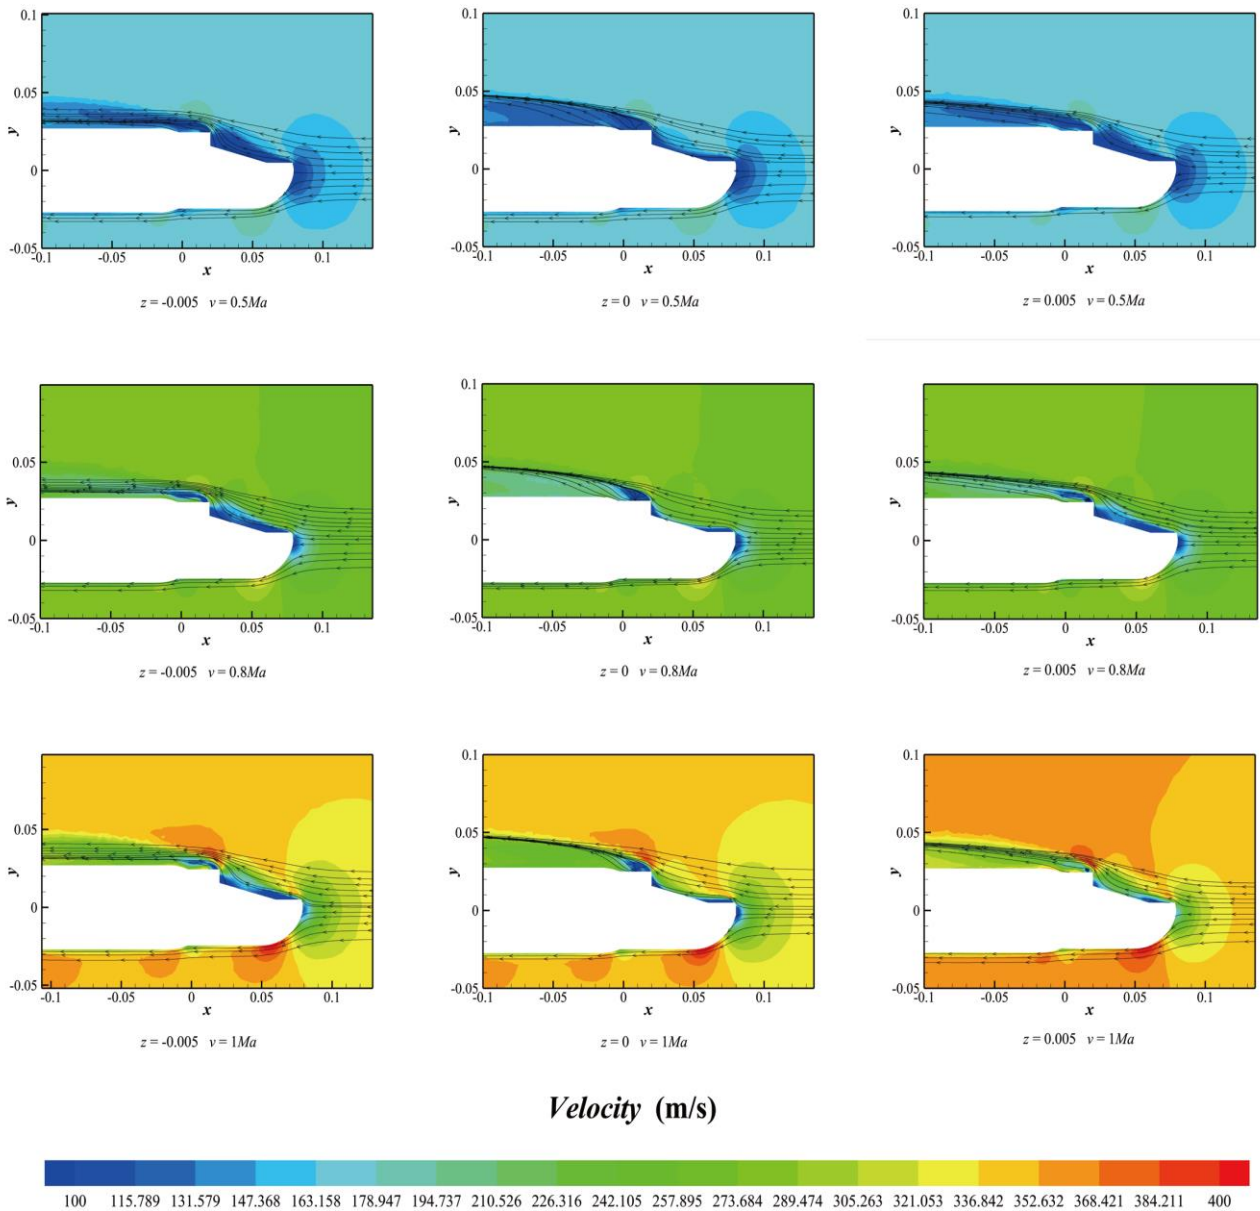 0.1
0.05
0
-0.05
y
-0.1 -0.05 0 0.05 0.1
x
z = -0.005 v = 0.5Ma
0.1
0.05
0
-0.05
y
-0.1 -0.05 0 0.05 0.1
x
z = 0 v = 0.5Ma
0.1
0.05
0
-0.05
y
-0.1 -0.05 0 0.05 0.1
x
z = 0.005 v = 0.5Ma
0.05
0
-0.05
y
-0.1 -0.05 0 0.05 0.1
x
z = -0.005 v = 0.8Ma
0.1
0.05
0
-0.05
y
-0.1 -0.05 0 0.05 0.1
x
z = 0 v = 0.8Ma
0.1
0.05
0
-0.05
y
-0.1 -0.05 0 0.05 0.1
x
z = 0.005 v = 0.8Ma
0.05
0
-0.05
y
-0.1 -0.05 0 0.05 0.1
x
z = -0.005 v = 1Ma
0.1
0.05
0
-0.05
y
-0.1 -0.05 0 0.05 0.1
x
z = 0 v = 1Ma
0.1
0.05
0
-0.05
y
-0.1 -0.05 0 0.05 0.1
x
z = 0.005 v = 1Ma
Velocity (m/s)
100 115.789 131.579 147.368 163.158 178.947 194.737 210.526 226.316 242.105 257.895 273.684 289.474 305.263 321.053 336.842 352.632 368.421 384.211 400